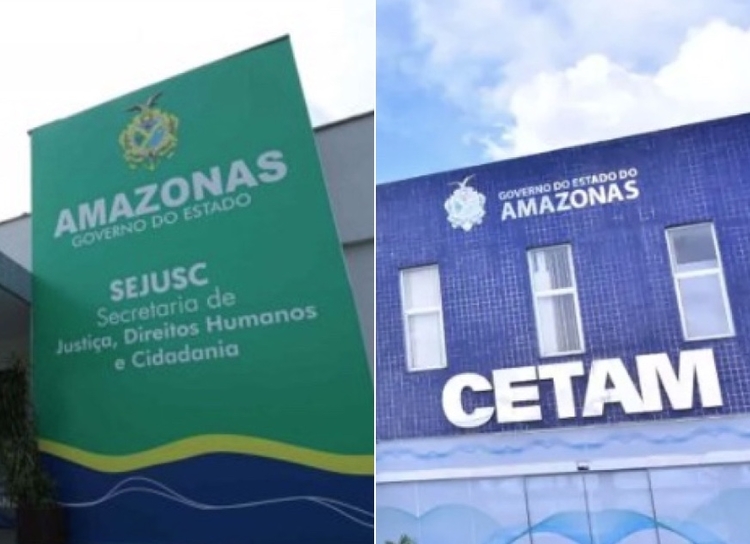 AMAZONAS
GOVERNO DO ESTADO
SEJUSC
Secretaria de
Justiça, Direitos Humanos
e Cidadania
GOVERNO DO ESTADO DO
AMAZONAS
CETAM